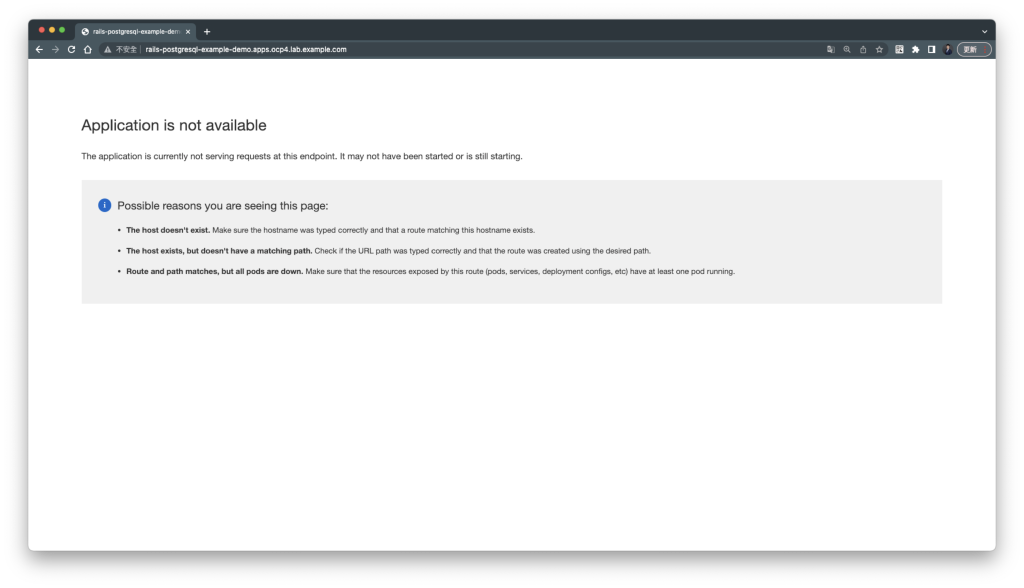 rails-postgresql-example-dem
不安全
rails-postgresql-example-demo.apps.ocp4.lab.example.com
更新
Application is not available
The application is currently not serving requests at this endpoint. It may not have been started or is still starting.
Possible reasons you are seeing this page:
• The host doesn't exist. Make sure the hostname was typed correctly and that a route matching this hostname exists.
• The host exists, but doesn't have a matching path. Check if the URL path was typed correctly and that the route was created using the desired path.
• Route and path matches, but all pods are down. Make sure that the resources exposed by this route (pods, services, deployment configs, etc) have at least one pod running.